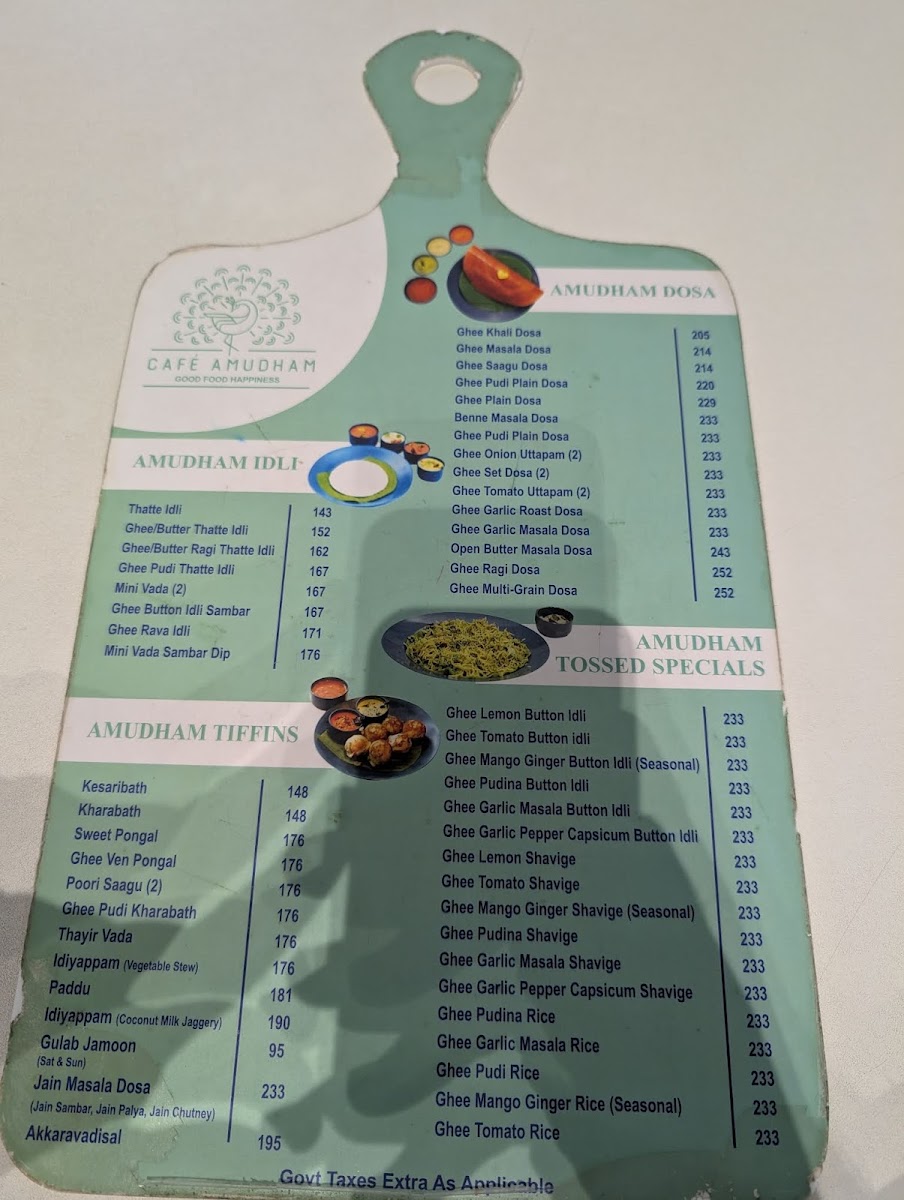 CAFÉ AMUDHAM
GOOD FOOD HAPPINESS
AMUDHAM IDLI
Thatte Idli 143
Ghee/Butter Thatte Idli 152
Ghee/Butter Ragi Thatte Idli 162
Ghee Pudi Thatte Idli 167
Mini Vada (2) 167
Ghee Button Idli Sambar 167
Ghee Rava Idli 171
Mini Vada Sambar Dip 176
AMUDHAM TIFFINS
Kesaribath 148
Kharabath 148
Sweet Pongal 176
Ghee Ven Pongal 176
Poori Saagu (2) 176
Ghee Pudi Kharabath 176
Thayir Vada 176
Idiyappam (Vegetable Stew) 176
Paddu 181
Idiyappam (Coconut Milk Jaggery) 190
Gulab Jamoon 95
(Sat & Sun)
Jain Masala Dosa 233
(Jain Sambar, Jain Palya, Jain Chutney)
Akkaravadisal 195
AMUDHAM DOSA
Ghee Khali Dosa 205
Ghee Masala Dosa 214
Ghee Saagu Dosa 214
Ghee Pudi Plain Dosa 220
Ghee Plain Dosa 229
Benne Masala Dosa 233
Ghee Pudi Plain Dosa 233
Ghee Onion Uttapam (2) 233
Ghee Set Dosa (2) 233
Ghee Tomato Uttapam (2) 233
Ghee Garlic Roast Dosa 233
Ghee Garlic Masala Dosa 233
Open Butter Masala Dosa 243
Ghee Ragi Dosa 252
Ghee Multi-Grain Dosa 252
AMUDHAM
TOSSED SPECIALS
Ghee Lemon Button Idli 233
Ghee Tomato Button idli 233
Ghee Mango Ginger Button Idli (Seasonal) 233
Ghee Pudina Button Idli 233
Ghee Garlic Masala Button Idli 233
Ghee Garlic Pepper Capsicum Button Idli 233
Ghee Lemon Shavige 233
Ghee Tomato Shavige 233
Ghee Mango Ginger Shavige (Seasonal) 233
Ghee Pudina Shavige 233
Ghee Garlic Masala Shavige 233
Ghee Garlic Pepper Capsicum Shavige 233
Ghee Pudina Rice 233
Ghee Garlic Masala Rice 233
Ghee Pudi Rice 233
Ghee Mango Ginger Rice (Seasonal) 233
Ghee Tomato Rice 233
Govt Taxes Extra As Applicable